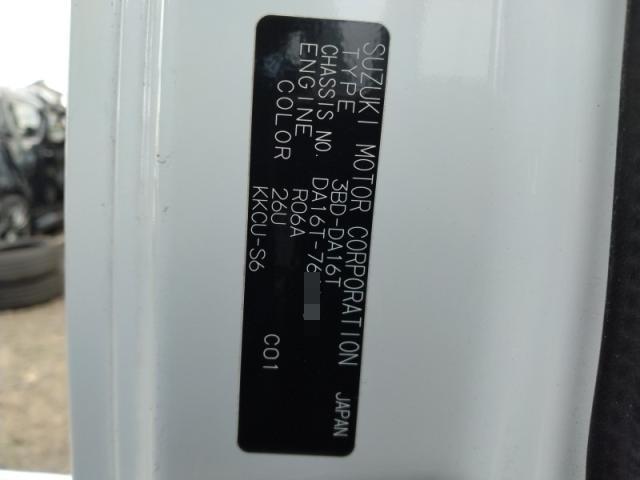 SUZUKI MOTOR CORPORATION JAPAN
TYPE 3BD-DA16T
CHASSIS NO. DA16T-76
ENGINE R06A
COLOR 26U
KKCU-S6 C01